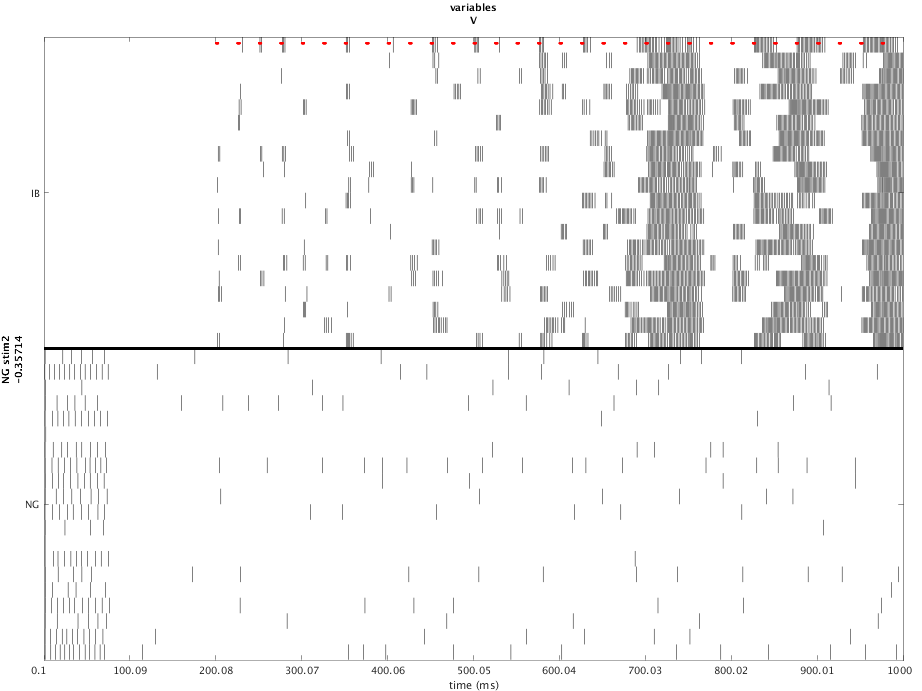 variables
V
IB
NG stim2
-0.35714
NG
0.1
100.09
200.08
300.07
400.06
500.05
600.04
700.03
800.02
900.01
1000
time (ms)